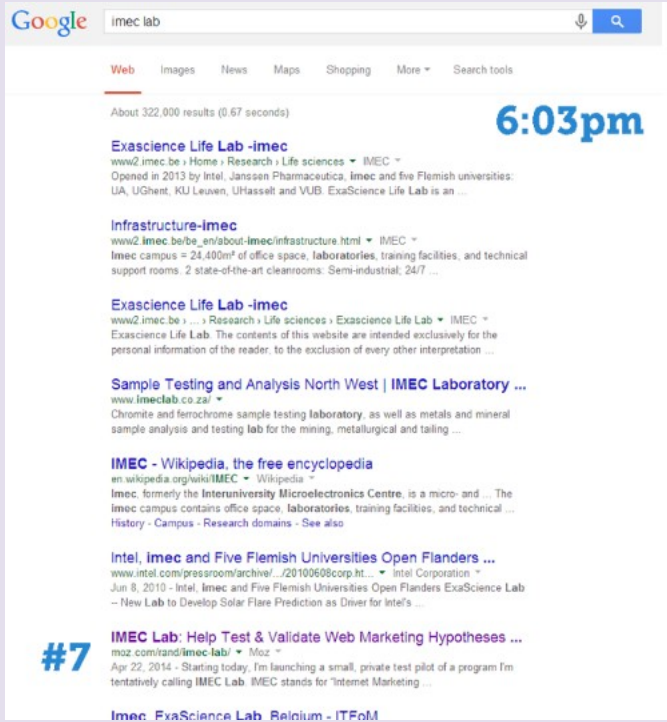 Google imec lab
Web Images News Maps Shopping More Search tools
About 322,000 results (0.67 seconds)
6:03pm
Exascience Life Lab -imec
www2.imec.be › Home › Research › Life sciences ▾ IMEC ▾
Opened in 2013 by Intel, Janssen Pharmaceutica, imec and five Flemish universities:
UA, UGhent, KU Leuven, UHasselt and VUB. ExaScience Life Lab is an ...
Infrastructure-imec
www2.imec.be/be_en/about-imec/infrastructure.html ▾ IMEC ▾
Imec campus = 24,400m² of office space, laboratories, training facilities, and technical
support rooms. 2 state-of-the-art cleanrooms: Semi-industrial; 24/7 ...
Exascience Life Lab -imec
www2.imec.be › ... › Research › Life sciences › Exascience Life Lab ▾ IMEC ▾
Exascience Life Lab. The contents of this website are intended exclusively for the
personal information of the reader, to the exclusion of every other interpretation ...
Sample Testing and Analysis North West | IMEC Laboratory ...
www.imeclab.co.za/ ▾
Chromite and ferrochrome sample testing laboratory, as well as metals and mineral
sample analysis and testing lab for the mining, metallurgical and tailing ...
IMEC - Wikipedia, the free encyclopedia
en.wikipedia.org/wiki/IMEC ▾ Wikipedia ▾
Imec, formerly the Interuniversity Microelectronics Centre, is a micro- and ... The
imec campus contains office space, laboratories, training facilities, and technical ...
History - Campus - Research domains - See also
Intel, imec and Five Flemish Universities Open Flanders ...
www.intel.com/pressroom/archive/.../20100608corp.ht... ▾ Intel Corporation ▾
Jun 8, 2010 - Intel, Imec and Five Flemish Universities Open Flanders ExaScience Lab
-- New Lab to Develop Solar Flare Prediction as Driver for Intel's ...
#7
IMEC Lab: Help Test & Validate Web Marketing Hypotheses ...
moz.com/rand/imec-lab/ ▾ Moz ▾
Apr 22, 2014 - Starting today, I'm launching a small, private test pilot of a program I'm
tentatively calling IMEC Lab. IMEC stands for "Internet Marketing ...
Imec, ExaScience Lab, Belgium - ITFoM